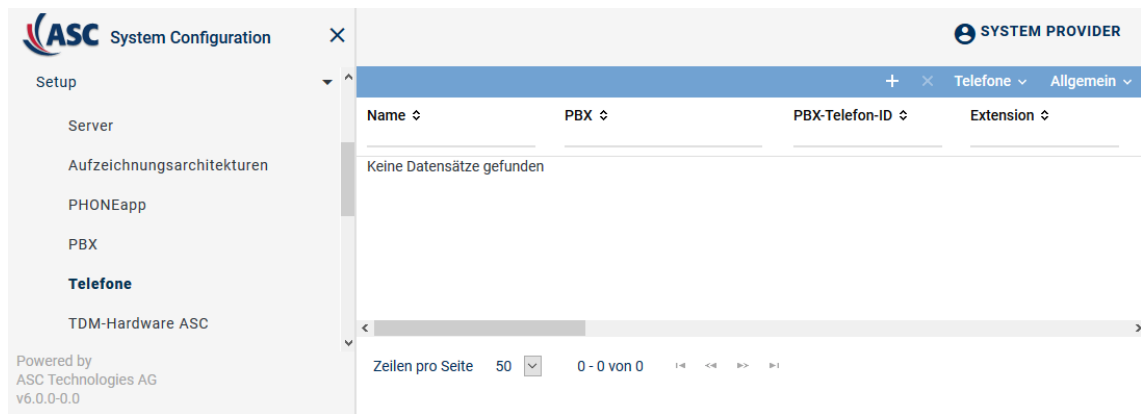 ASC System Configuration
SYSTEM PROVIDER
Setup
Server
Aufzeichnungsarchitekturen
PHONEapp
PBX
Telefone
TDM-Hardware ASC
Powered by
ASC Technologies AG
v6.0.0-0.0
Telefone Allgemein
Name PBX PBX-Telefon-ID Extension
Keine Datensätze gefunden
Zeilen pro Seite 50 0 - 0 von 0